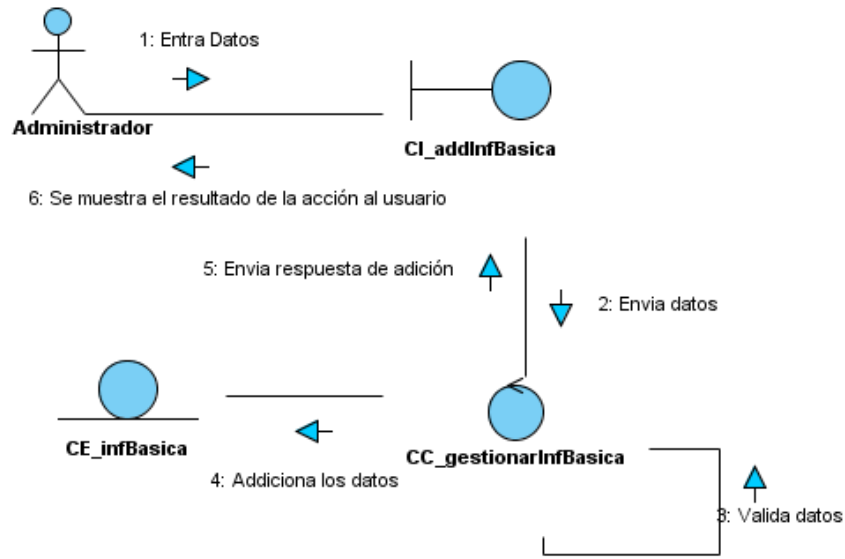 1: Entra Datos
Administrador
CI_addInfBasica
6: Se muestra el resultado de la acción al usuario
5: Envia respuesta de adición
2: Envia datos
CE_infBasica
CC_gestionarInfBasica
4: Addiciona los datos
3: Valida datos